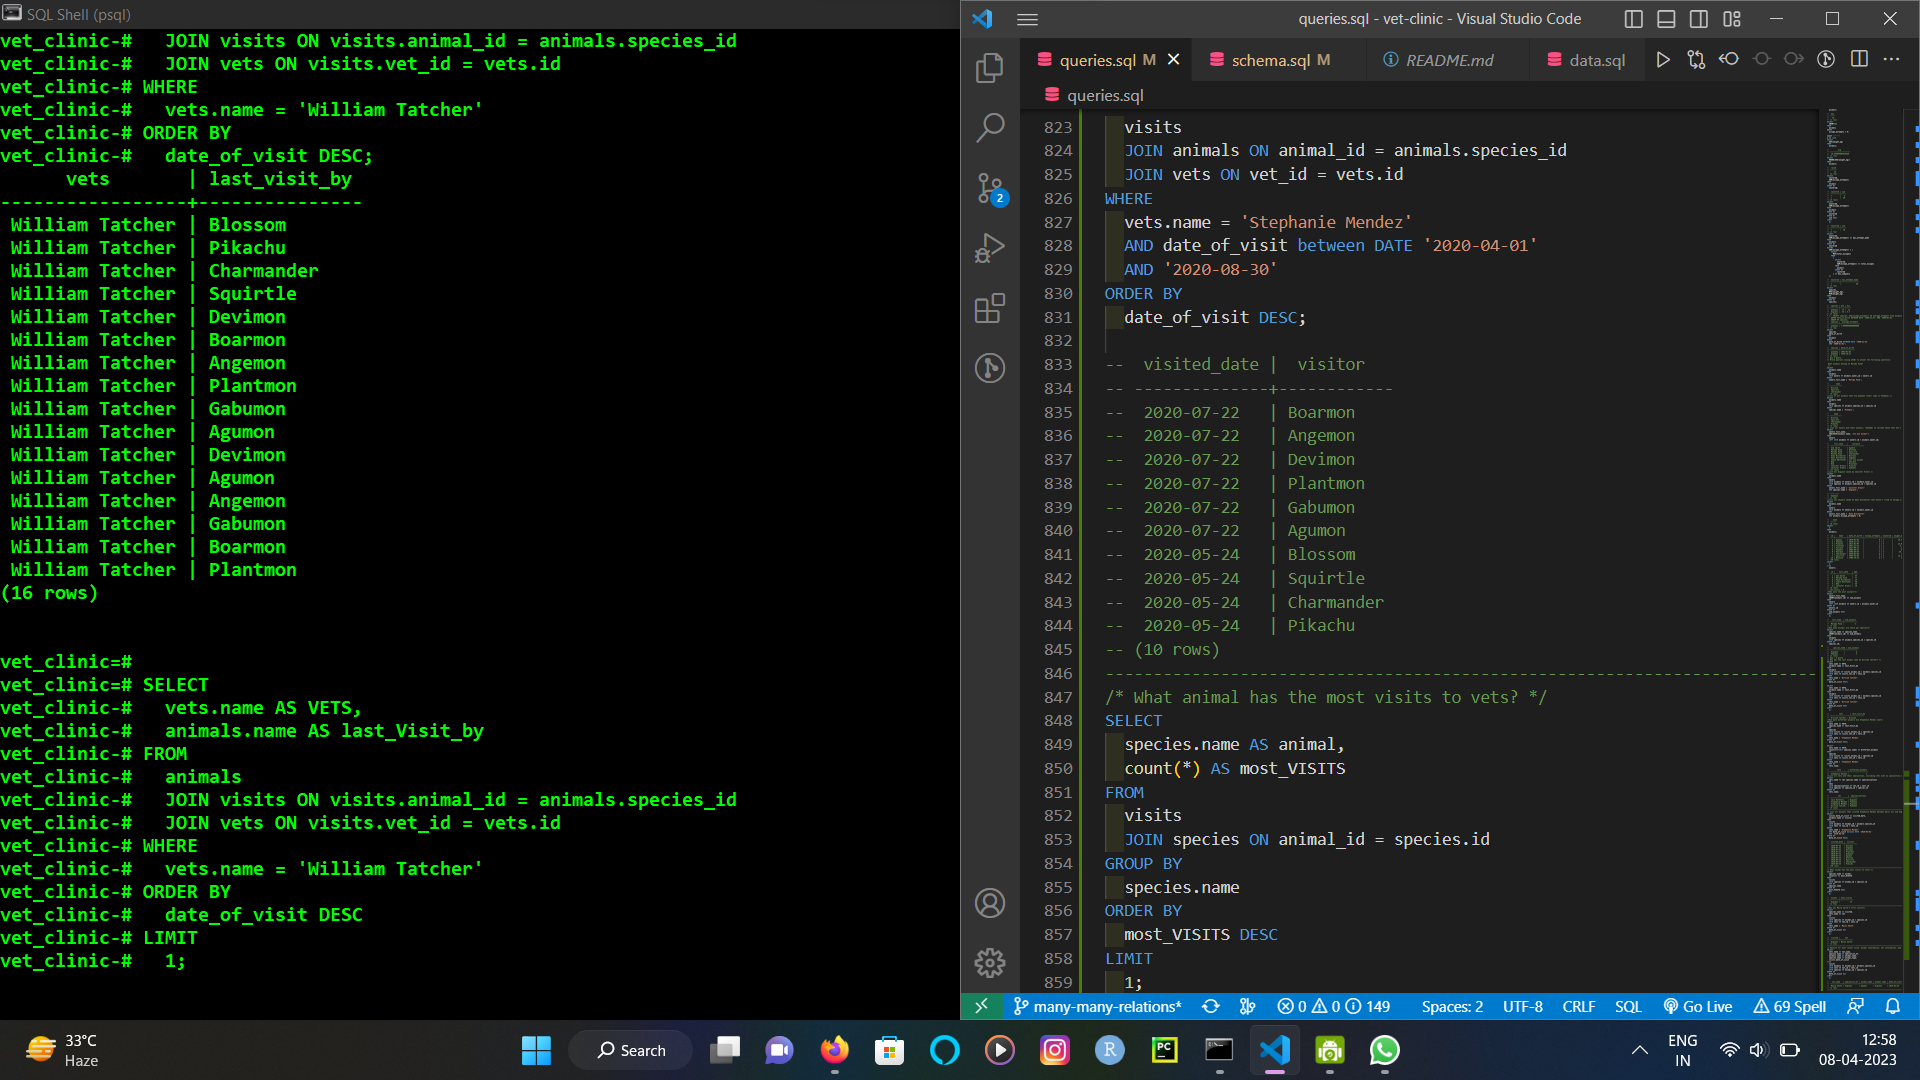 SQL Shell (psql)
vet_clinic-#   JOIN visits ON visits.animal_id = animals.species_id
vet_clinic-#   JOIN vets ON visits.vet_id = vets.id
vet_clinic-# WHERE
vet_clinic-#   vets.name = 'William Tatcher'
vet_clinic-# ORDER BY
vet_clinic-#   date_of_visit DESC;
      vets       | last_visit_by
-----------------+---------------
 William Tatcher | Blossom
 William Tatcher | Pikachu
 William Tatcher | Charmander
 William Tatcher | Squirtle
 William Tatcher | Devimon
 William Tatcher | Boarmon
 William Tatcher | Angemon
 William Tatcher | Plantmon
 William Tatcher | Gabumon
 William Tatcher | Agumon
 William Tatcher | Devimon
 William Tatcher | Agumon
 William Tatcher | Angemon
 William Tatcher | Gabumon
 William Tatcher | Boarmon
 William Tatcher | Plantmon
(16 rows)
vet_clinic=#
vet_clinic=# SELECT
vet_clinic-#   vets.name AS VETS,
vet_clinic-#   animals.name AS last_Visit_by
vet_clinic-# FROM
vet_clinic-#   animals
vet_clinic-#   JOIN visits ON visits.animal_id = animals.species_id
vet_clinic-#   JOIN vets ON visits.vet_id = vets.id
vet_clinic-# WHERE
vet_clinic-#   vets.name = 'William Tatcher'
vet_clinic-# ORDER BY
vet_clinic-#   date_of_visit DESC
vet_clinic-# LIMIT
vet_clinic-#   1;
queries.sql - vet-clinic - Visual Studio Code
queries.sql M schema.sql M README.md data.sql
queries.sql
2
823   visits
824   JOIN animals ON animal_id = animals.species_id
825   JOIN vets ON vet_id = vets.id
826 WHERE
827   vets.name = 'Stephanie Mendez'
828   AND date_of_visit between DATE '2020-04-01'
829   AND '2020-08-30'
830 ORDER BY
831   date_of_visit DESC;
832
833 --  visited_date |  visitor
834 -- --------------+------------
835 --  2020-07-22   | Boarmon
836 --  2020-07-22   | Angemon
837 --  2020-07-22   | Devimon
838 --  2020-07-22   | Plantmon
839 --  2020-07-22   | Gabumon
840 --  2020-07-22   | Agumon
841 --  2020-05-24   | Blossom
842 --  2020-05-24   | Squirtle
843 --  2020-05-24   | Charmander
844 --  2020-05-24   | Pikachu
845 -- (10 rows)
846 --------------------------------------------------------------------------
847 /* What animal has the most visits to vets? */
848 SELECT
849   species.name AS animal,
850   count(*) AS most_VISITS
851 FROM
852   visits
853   JOIN species ON animal_id = species.id
854 GROUP BY
855   species.name
856 ORDER BY
857   most_VISITS DESC
858 LIMIT
859   1;
many-many-relations* 0 0 149 Spaces: 2 UTF-8 CRLF SQL Go Live 69 Spell
33°C
Haze
Search
R
PC
ENG
IN
12:58
08-04-2023